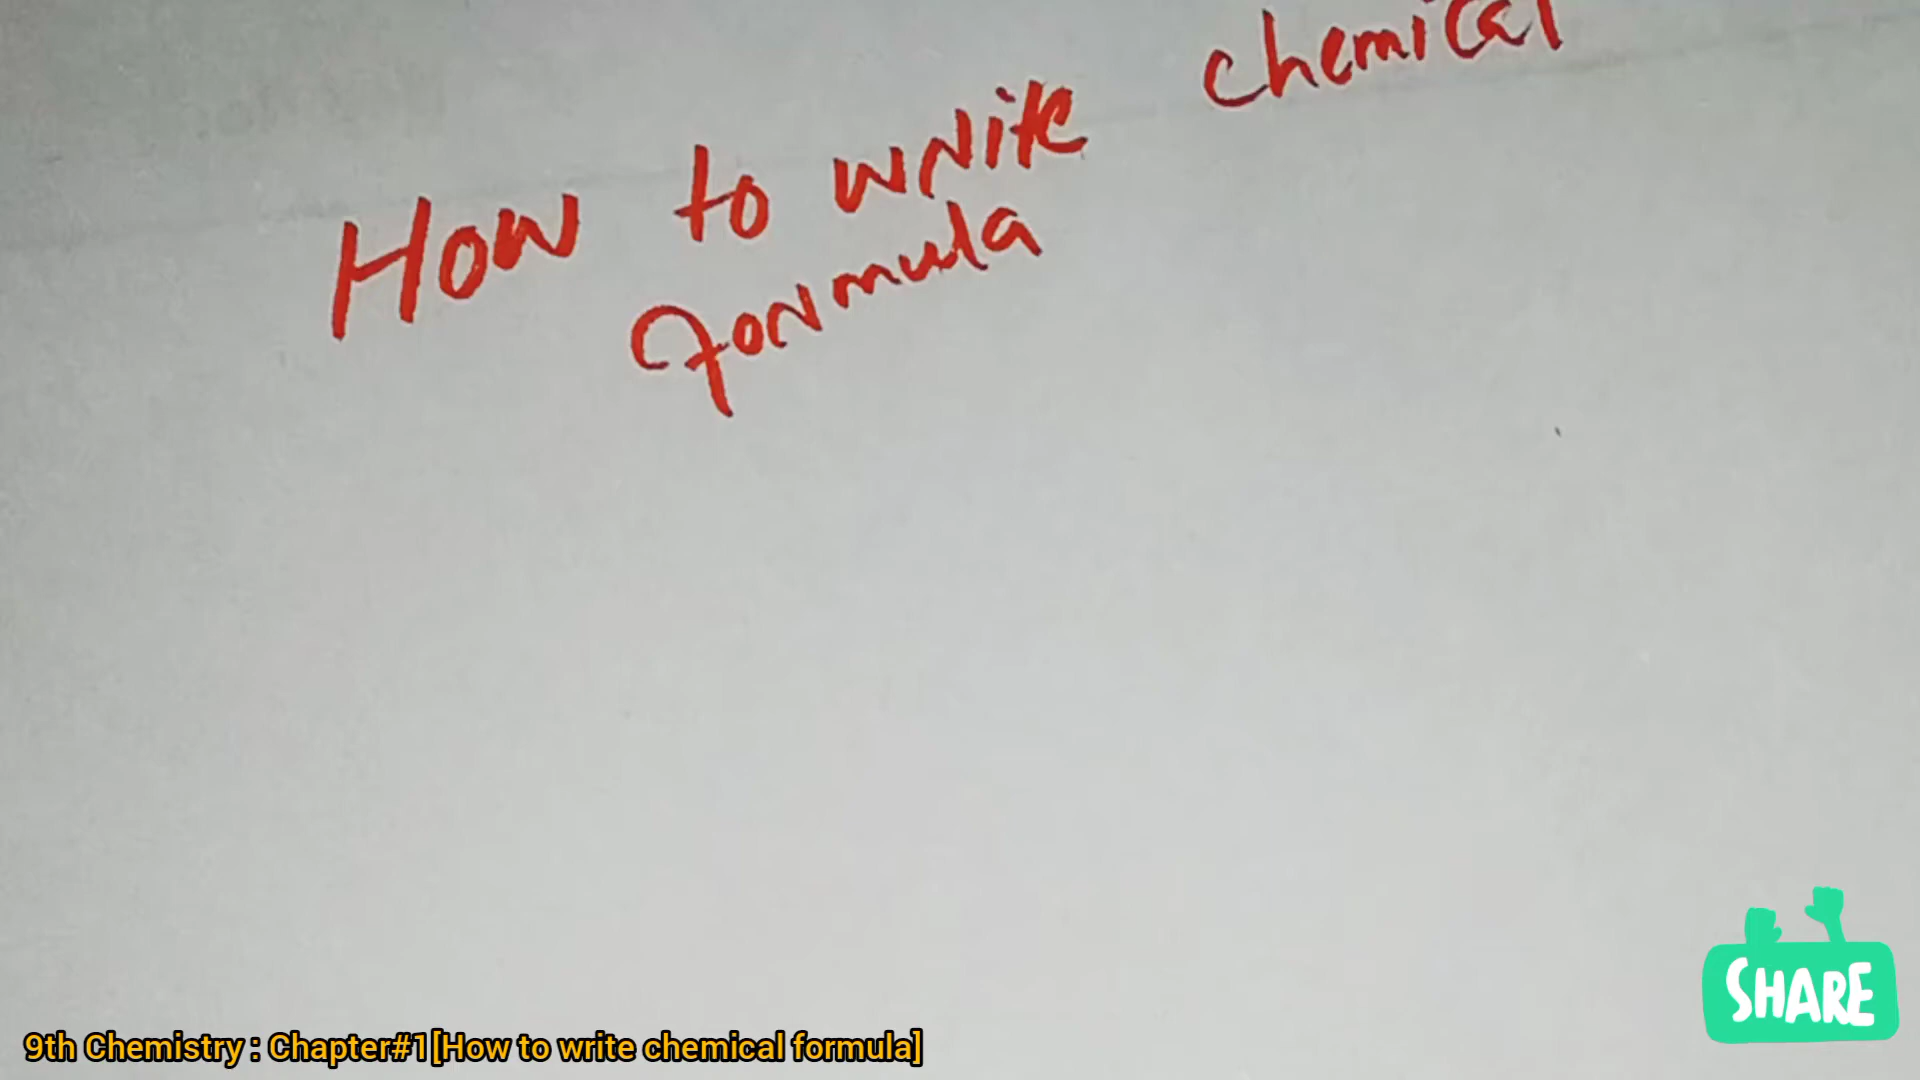 How to write chemical
formula
SHARE
9th Chemistry : Chapter#1[How to write chemical formula]